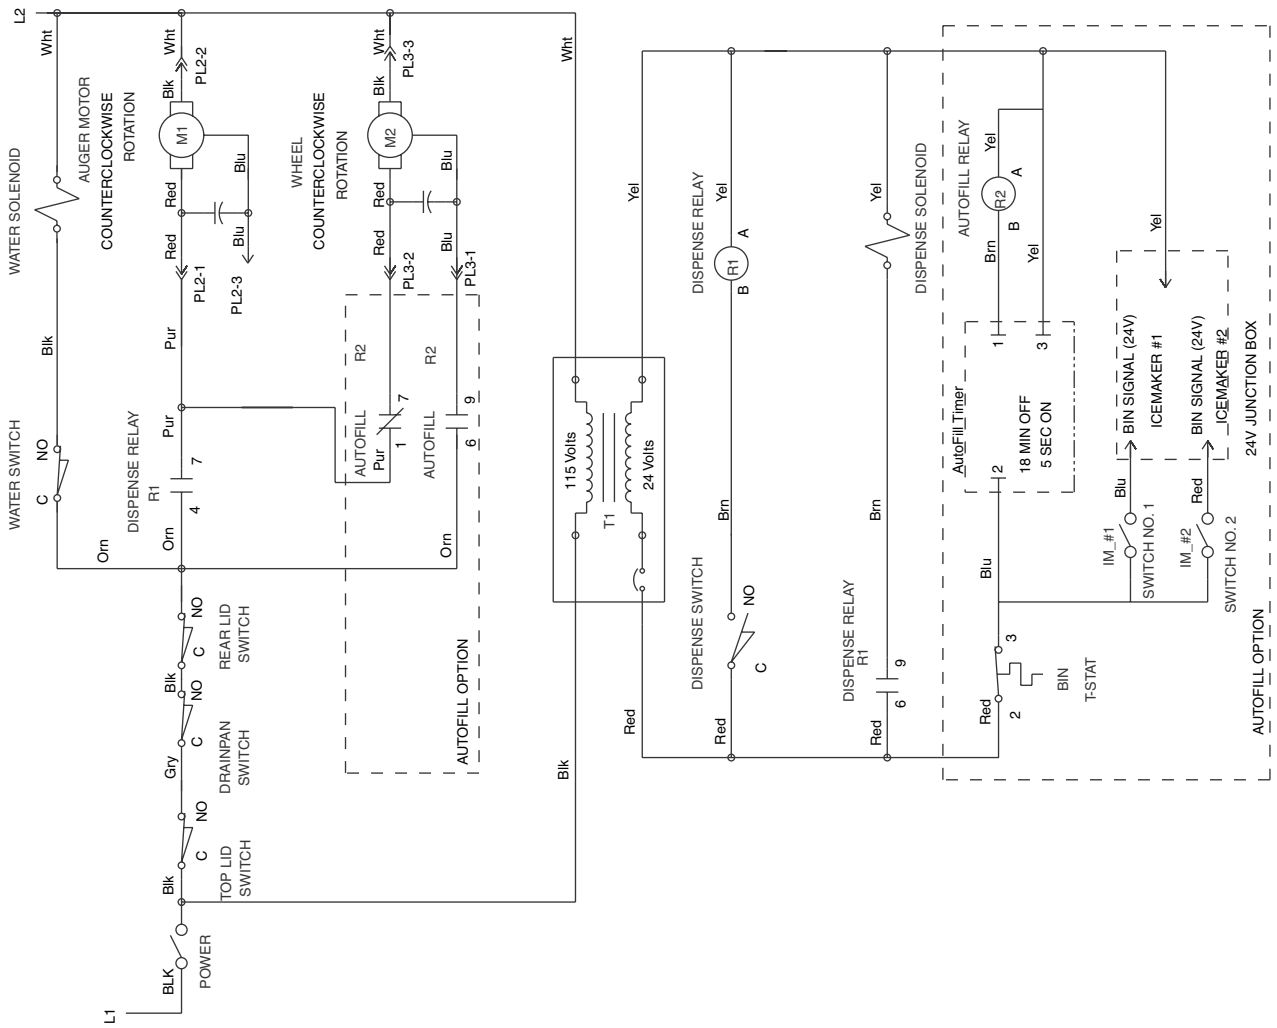 WATER SWITCH
WATER SOLENOID
L2
C
NO
Blk
Wht
AUGER MOTOR
COUNTERCLOCKWISE
ROTATION
Orn
L1
DISPENSE RELAY
R1
BLK
Blk
Gry
Blk
Orn
Pur
Pur
Red
Red
M1
Blk
Wht
POWER
C
NO
C
NO
C
NO
4
7
PL2-1
PL2-2
TOP LID
SWITCH
DRAINPAN
SWITCH
REAR LID
SWITCH
PL2-3
Blu
Blu
WHEEL
COUNTERCLOCKWISE
ROTATION
AUTOFILL
R2
Pur
Red
Red
M2
Blk
Wht
1
7
PL3-2
PL3-3
AUTOFILL
R2
Orn
Blu
Blu
6
9
PL3-1
AUTOFILL OPTION
Blk
115 Volts
Wht
T1
24 Volts
Red
Yel
DISPENSE SWITCH
DISPENSE RELAY
Red
Brn
R1
Yel
C
NO
B
A
DISPENSE RELAY
R1
Red
Brn
Yel
6
9
DISPENSE SOLENOID
AutoFill Timer
AUTOFILL RELAY
Red
Blu
2
1
Brn
R2
Yel
2
3
B
A
18 MIN OFF
5 SEC ON
3
Yel
BIN
T-STAT
IM_#1
SWITCH NO. 1
Blu
BIN SIGNAL (24V)
ICEMAKER #1
Yel
IM_#2
SWITCH NO. 2
Red
BIN SIGNAL (24V)
ICEMAKER #2
24V JUNCTION BOX
AUTOFILL OPTION